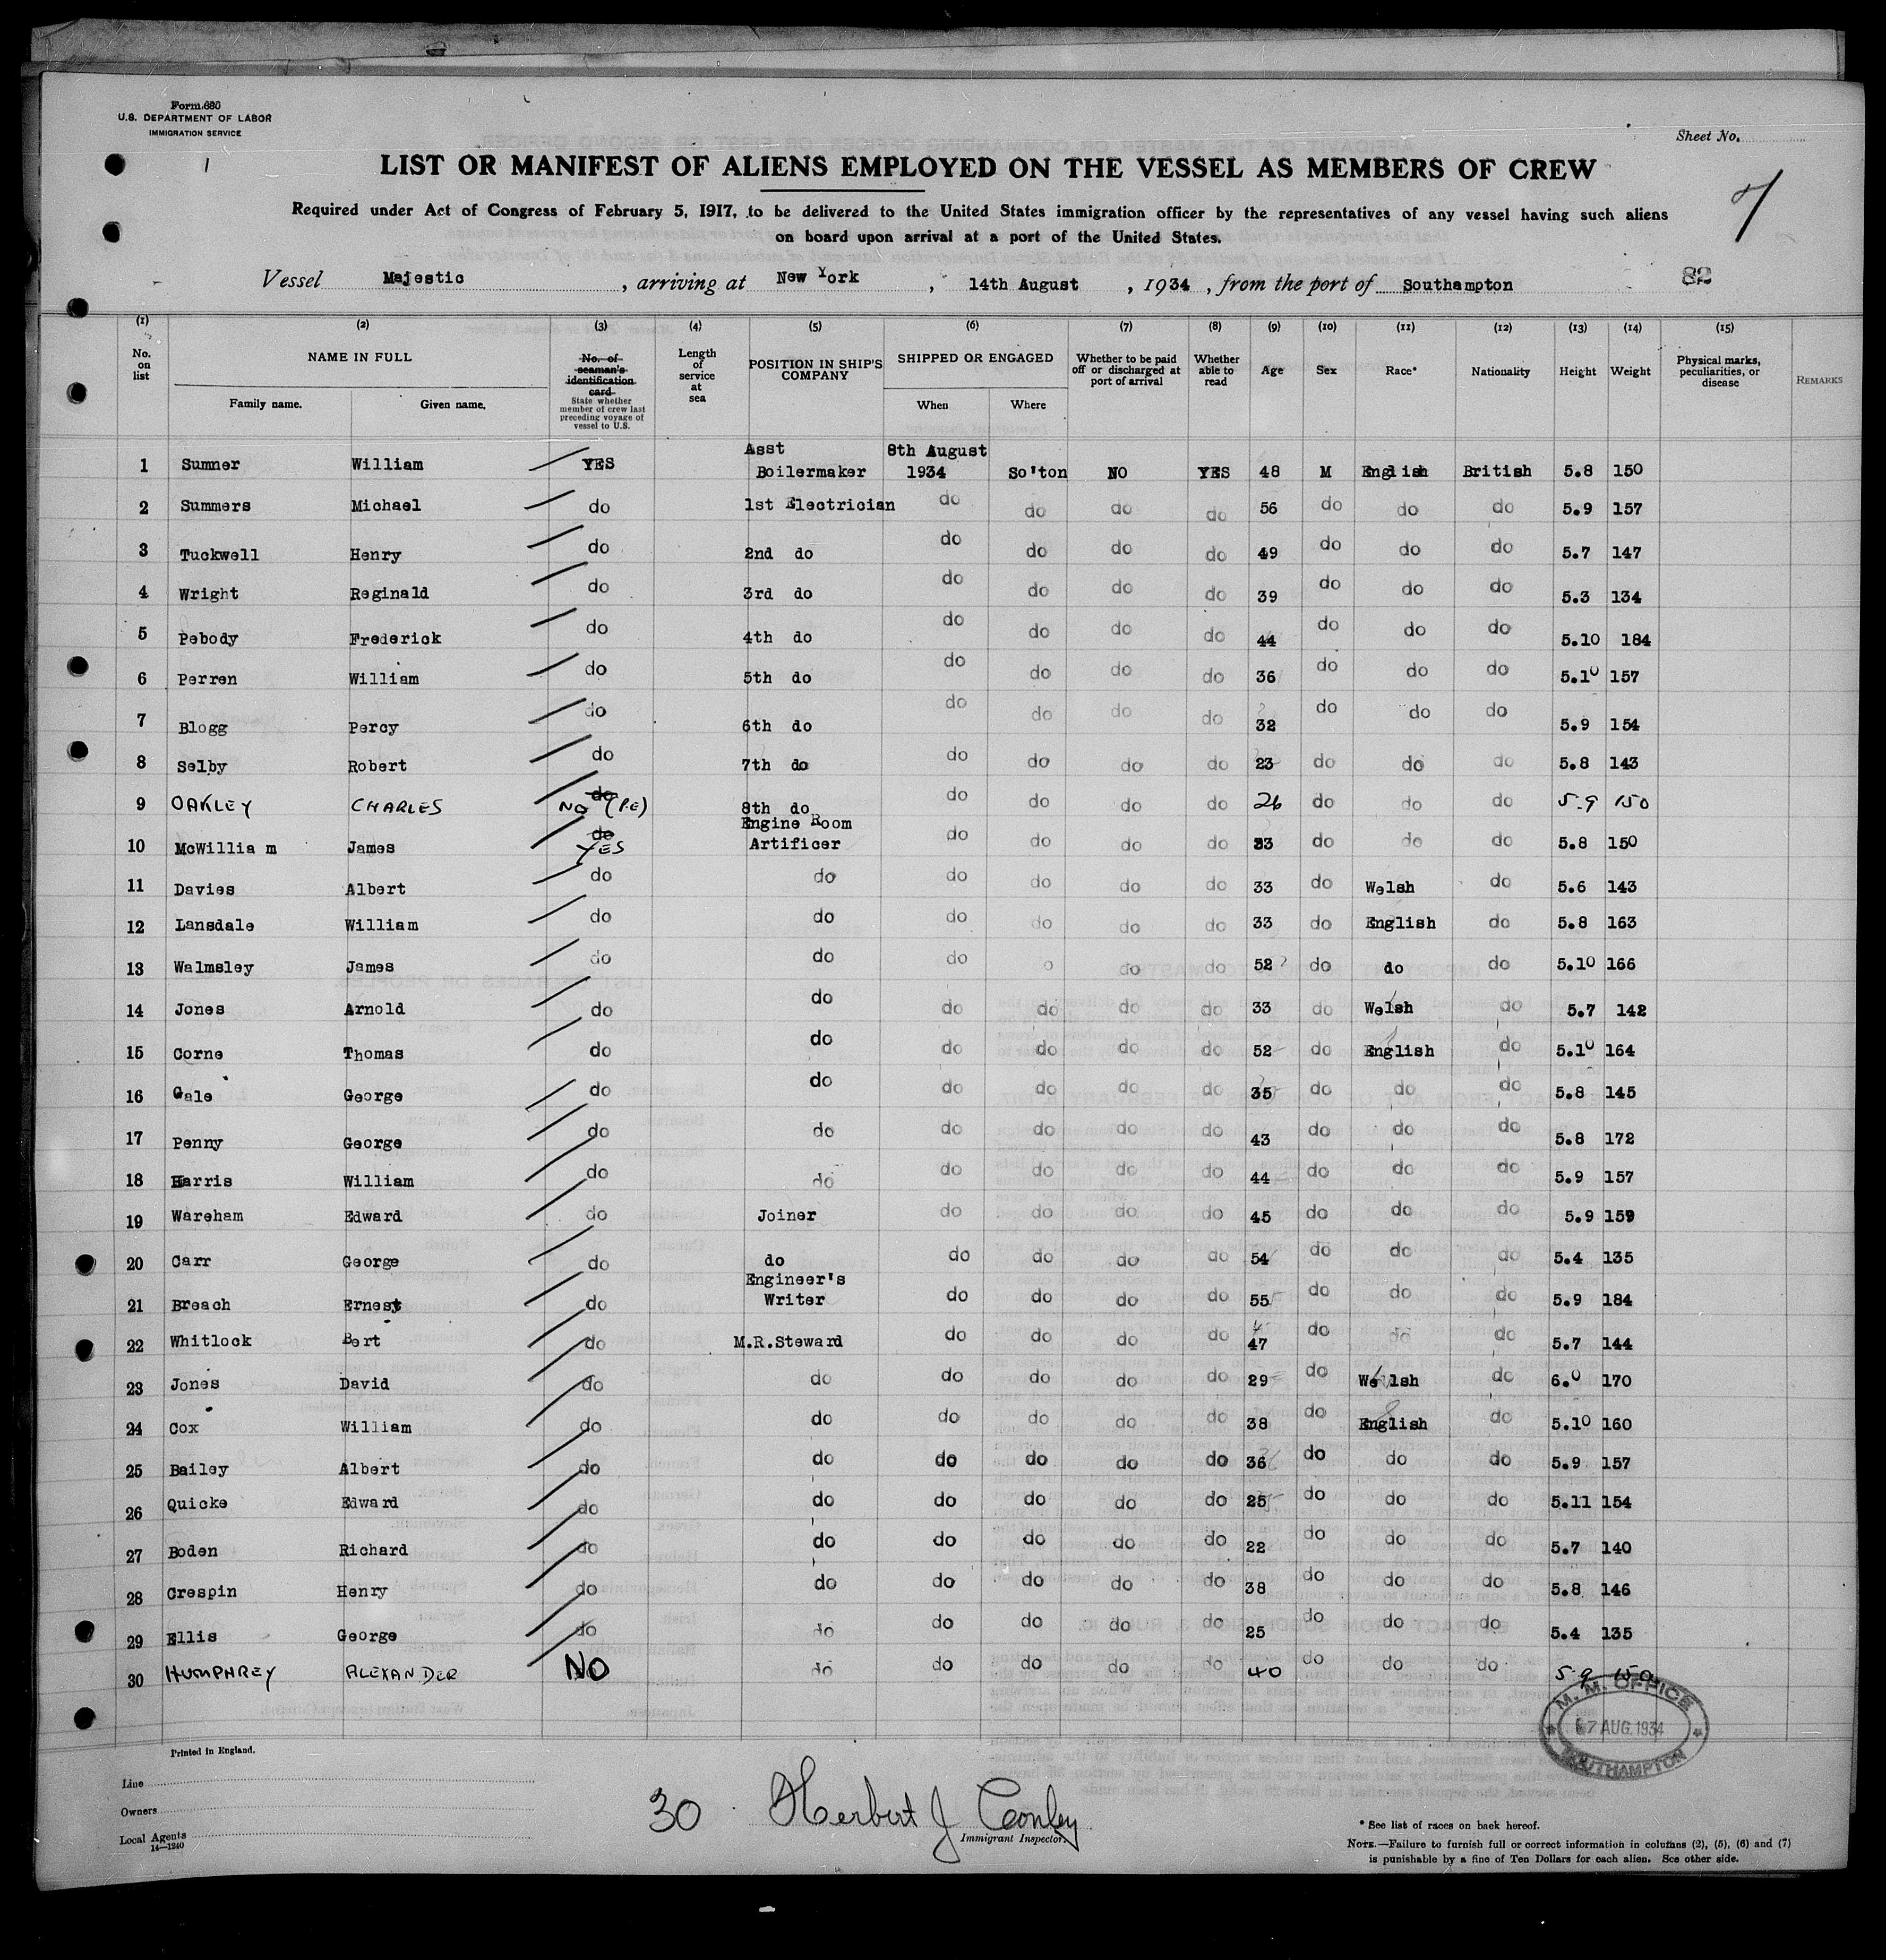 Form 680
U.S. DEPARTMENT OF LABOR
IMMIGRATION SERVICE
Sheet No.
1
LIST OR MANIFEST OF ALIENS EMPLOYED ON THE VESSEL AS MEMBERS OF CREW
7
Required under Act of Congress of February 5, 1917, to be delivered to the United States immigration officer by the representatives of any vessel having such aliens
on board upon arrival at a port of the United States.
Vessel Majestic , arriving at New York , 14th August , 1934 , from the port of Southampton 82
(1) (2) (3) (4) (5) (6) (7) (8) (9) (10) (11) (12) (13) (14) (15)
No. on list NAME IN FULL Family name. Given name. No. of seaman's identification card State whether member of crew last preceding voyage of vessel to U.S. Length of service at sea POSITION IN SHIP'S COMPANY SHIPPED OR ENGAGED When Where Whether to be paid off or discharged at port of arrival Whether able to read Age Sex Race* Nationality Height Weight Physical marks, peculiarities, or disease REMARKS
1 Sumner William YES Asst Boilermaker 8th August 1934 So'ton NO YES 48 M English British 5.8 150
2 Summers Michael do 1st Electrician do do do do 56 do do do 5.9 157
3 Tuckwell Henry do 2nd do do do do do 49 do do do 5.7 147
4 Wright Reginald do 3rd do do do do do 39 do do do 5.3 134
5 Pebody Frederick do 4th do do do do do 44 do do do 5.10 184
6 Perren William do 5th do do do do do 36 do do do 5.10 157
7 Blogg Percy do 6th do do do do do 32 do do do 5.9 154
8 Selby Robert do 7th do do do do do 23 do do do 5.8 143
9 OAKLEY CHARLES do NO (P.E) 8th do do do do do 26 do do do 5.9 150
10 McWilliam James do YES Engine Room Artificer do do do do 33 do do do 5.8 150
11 Davies Albert do do do do do do 33 do Welsh do 5.6 143
12 Lansdale William do do do do do do 33 do English do 5.8 163
13 Walmsley James do do do o do do 52 do do do 5.10 166
14 Jones Arnold do do do do do do 33 do Welsh do 5.7 142
15 Corne Thomas do do do do do do 52 do English do 5.10 164
16 Gale George do do do do do do 35 do do do 5.8 145
17 Penny George do do do do do do 43 do do do 5.8 172
18 Harris William do do do do do do 44 do do do 5.9 157
19 Wareham Edward do Joiner do do do do 45 do do do 5.9 159
20 Carr George do do do do do do 54 do do do 5.4 135
21 Breach Ernest do Engineer's Writer do do do do 55 do do do 5.9 184
22 Whitlock Bert do M.R.Steward do do do do 47 do do do 5.7 144
23 Jones David do do do do do do 29 do Welsh do 6.0 170
24 Cox William do do do do do do 38 do English do 5.10 160
25 Bailey Albert do do do do do do 36 do do do 5.9 157
26 Quicke Edward do do do do do do 25 do do do 5.11 154
27 Boden Richard do do do do do do 22 do do do 5.7 140
28 Crespin Henry do do do do do do 38 do do do 5.8 146
29 Ellis George do do do do do do 25 do do do 5.4 135
30 HUMPHREY ALEXANDER NO do do do do do 40 do do do 5.9 150
M. M. OFFICE
7 AUG. 1934
SOUTHAMPTON
Printed in England.
Line
Owners
Local Agents
14—1240
30 Herbert J Conley
Immigrant Inspector.
* See list of races on back hereof.
NOTE.—Failure to furnish full or correct information in columns (2), (5), (6) and (7)
is punishable by a fine of Ten Dollars for each alien. See other side.